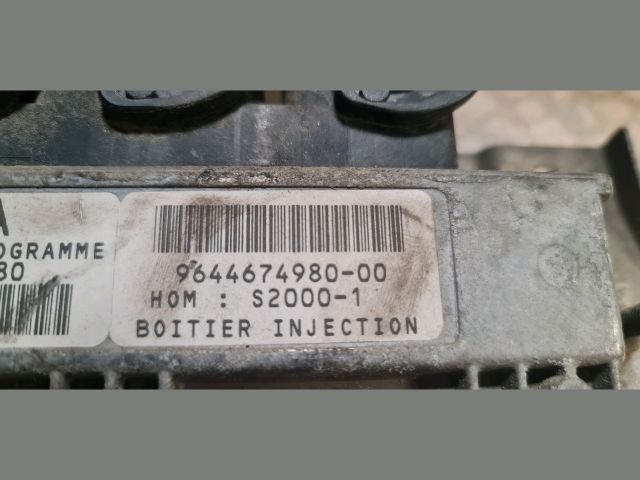 A
OGRAMME
80
9644674980-00
HOM : S2000-1
BOITIER INJECTION